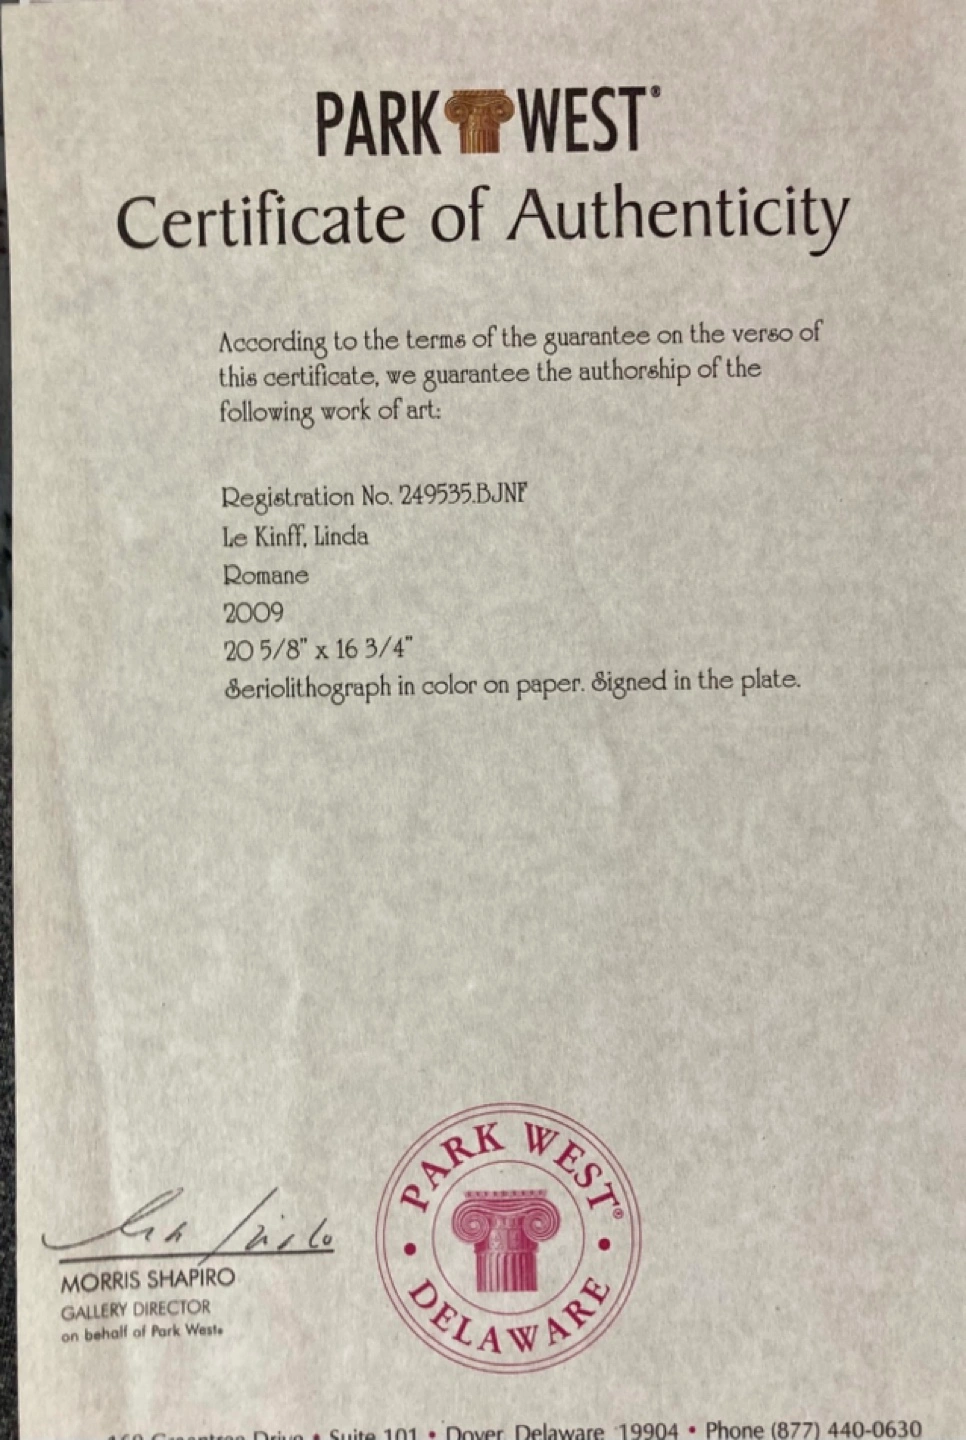 PARK WEST®
Certificate of Authenticity
According to the terms of the guarantee on the verso of
this certificate, we guarantee the authorship of the
following work of art:
Registration No. 249535.BJNF
Le Kinff, Linda
Romane
2009
20 5/8" x 16 3/4"
Seriolithograph in color on paper. Signed in the plate.
PARK WEST®
• DELAWARE •
MORRIS SHAPIRO
GALLERY DIRECTOR
on behalf of Park West®
Drive • Suite 101 • Dover, Delaware 19904 • Phone (877) 440-0630